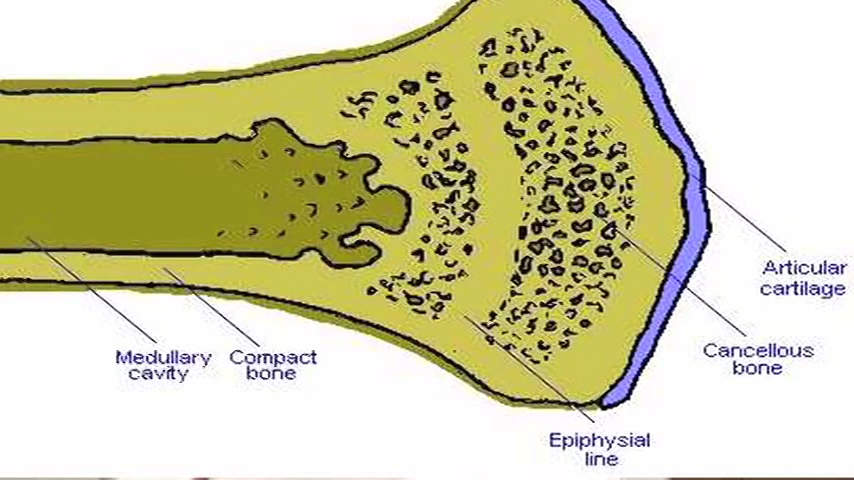 Articular
cartilage
Cancellous
bone
Medullary
cavity
Compact
bone
Epiphysial
line